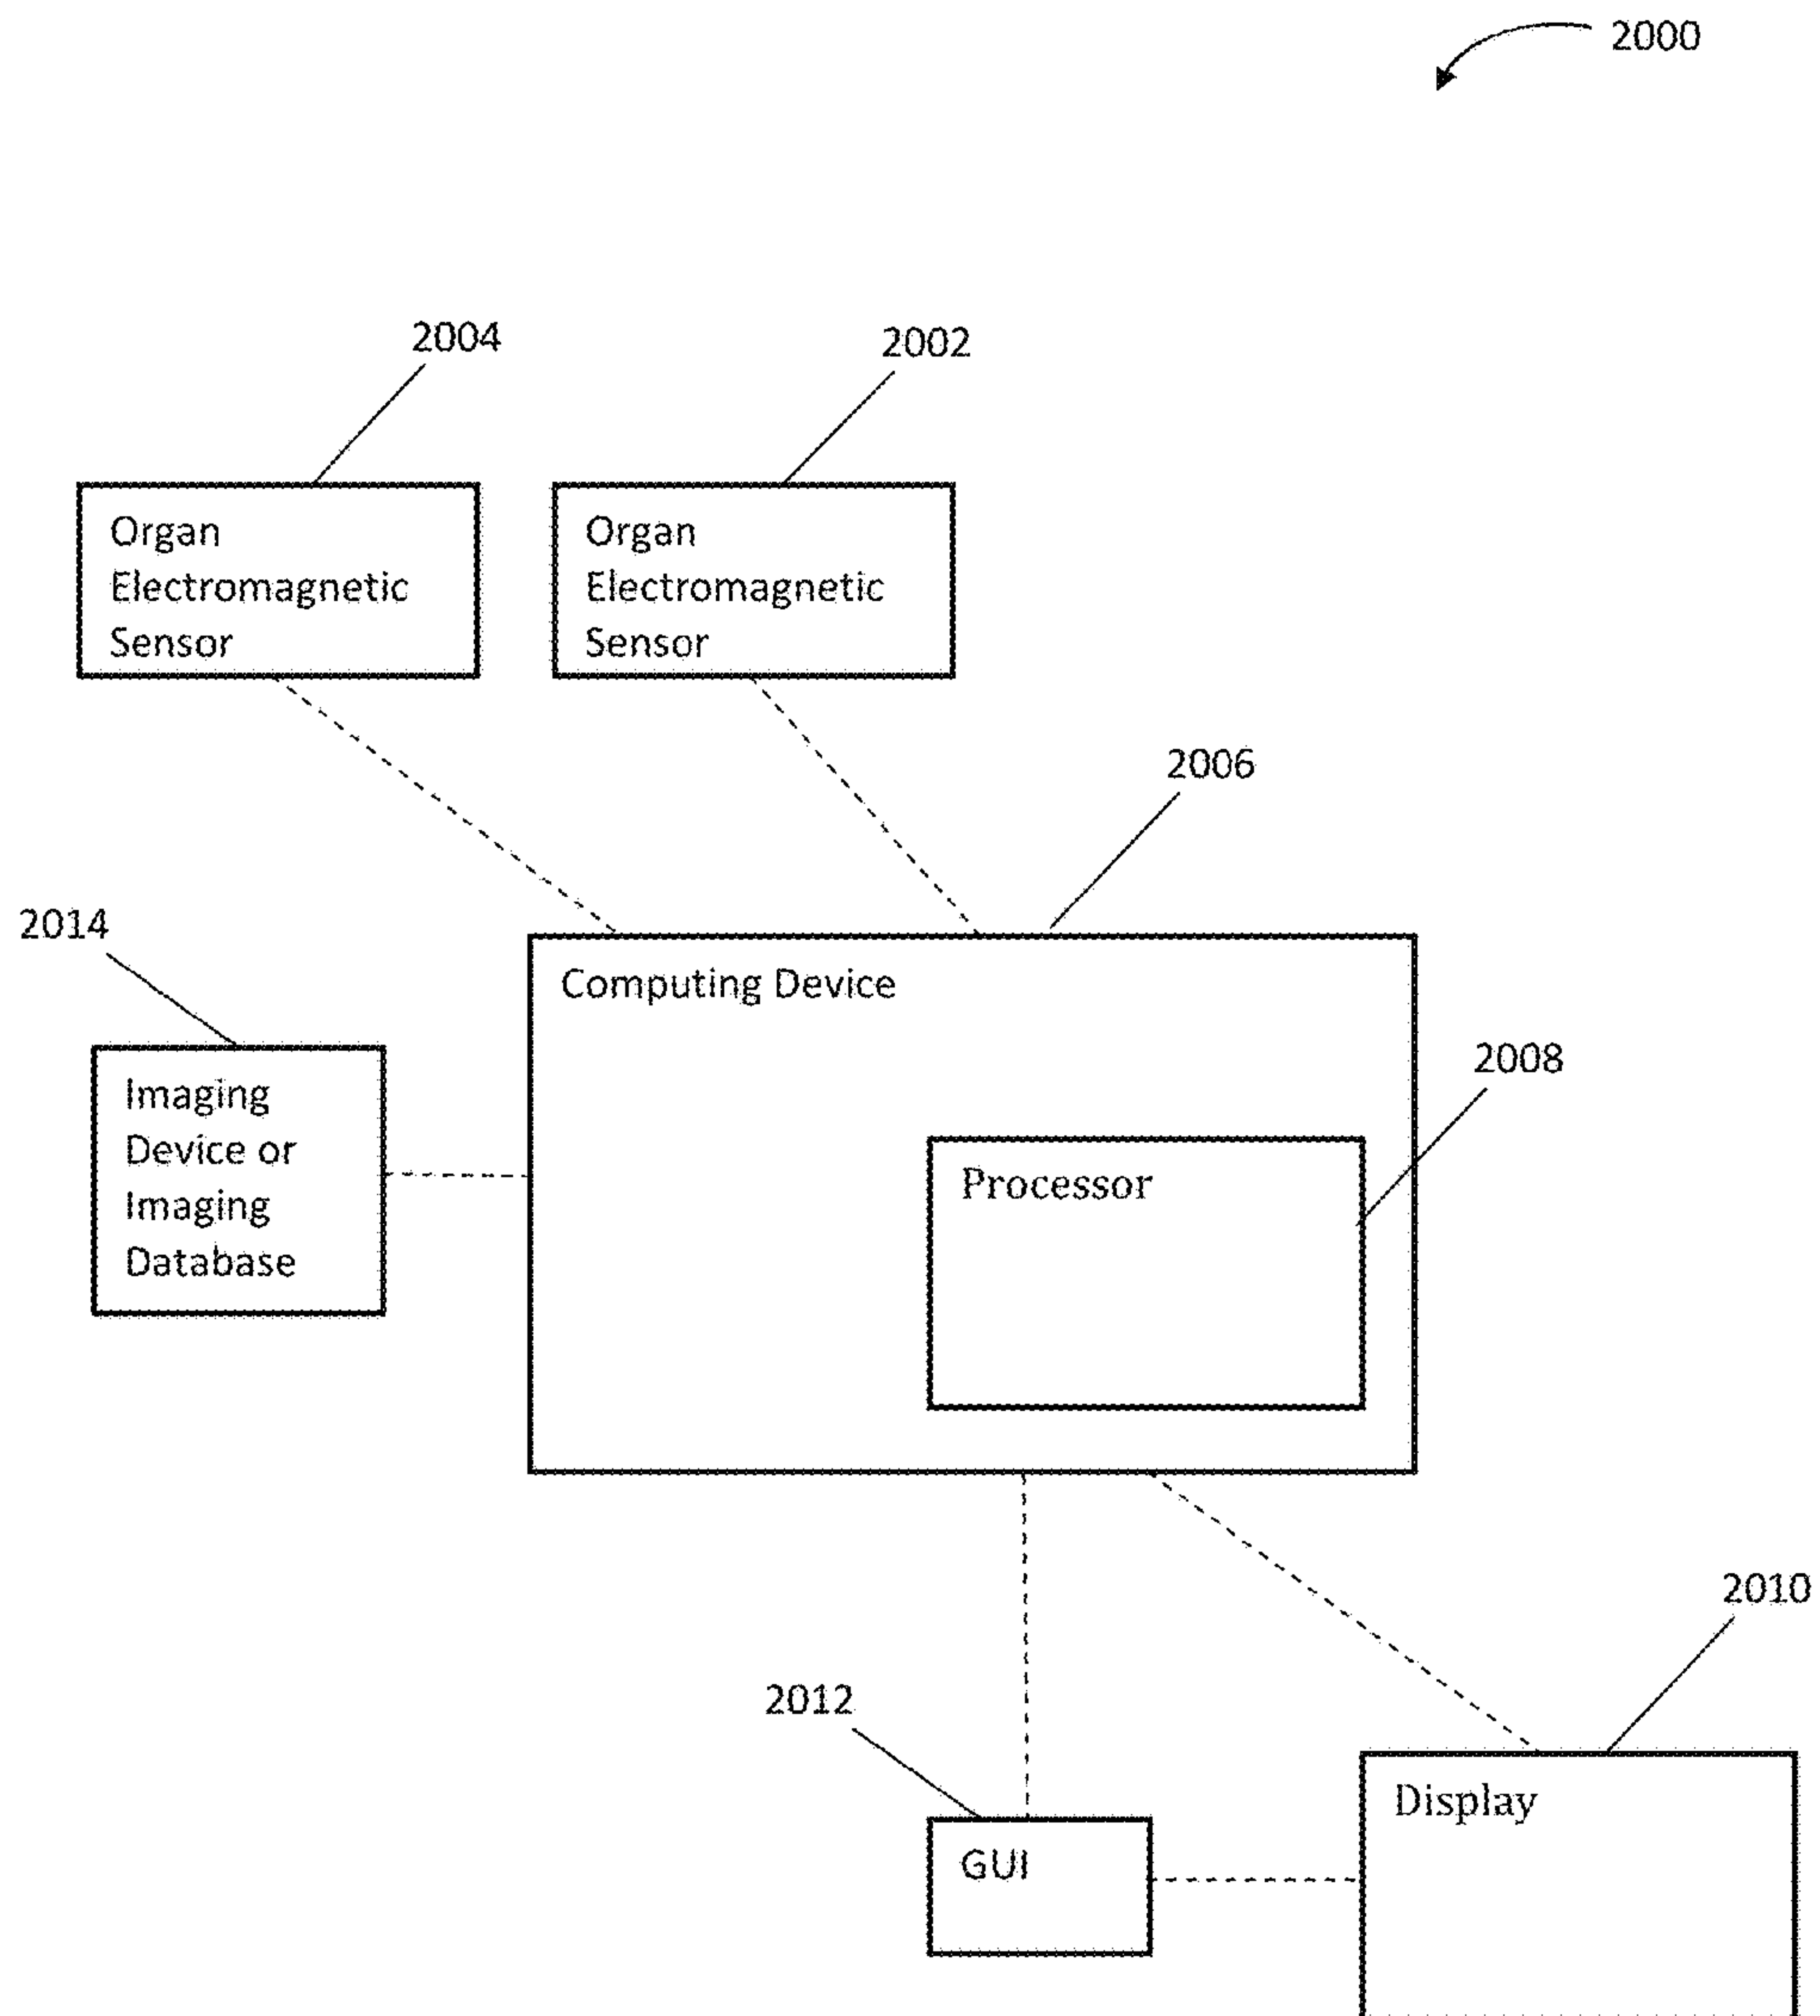 2000
2004
2002
Organ
Electromagnetic
Sensor
Organ
Electromagnetic
Sensor
2006
2014
Computing Device
2008
Imaging
Device or
Imaging
Database
Processor
2010
2012
Display
GUI